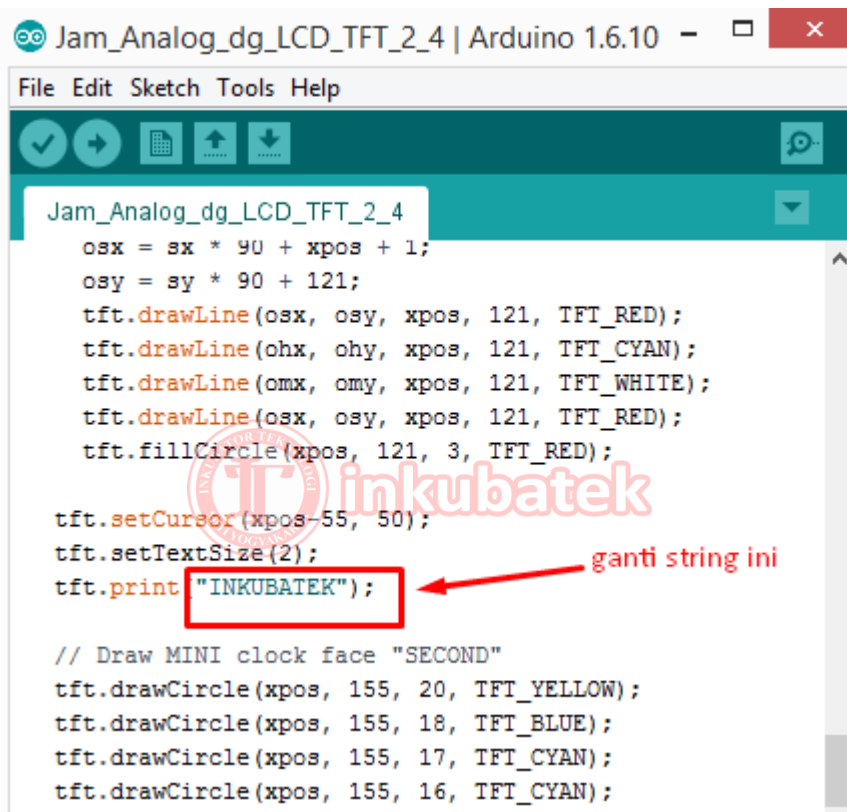 Jam_Analog_dg_LCD_TFT_2_4 | Arduino 1.6.10
File Edit Sketch Tools Help
Jam_Analog_dg_LCD_TFT_2_4
osx = sx * 90 + xpos + 1;
osy = sy * 90 + 121;
tft.drawLine(osx, osy, xpos, 121, TFT_RED);
tft.drawLine(ohx, ohy, xpos, 121, TFT_CYAN);
tft.drawLine(omx, omy, xpos, 121, TFT_WHITE);
tft.drawLine(osx, osy, xpos, 121, TFT_RED);
tft.fillCircle(xpos, 121, 3, TFT_RED);
INKUBATOR TEKNOLOGI
inkubatek
YOGYAKARTA
tft.setCursor(xpos-55, 50);
tft.setTextSize(2);
ganti string ini
tft.print("INKUBATEK");
// Draw MINI clock face "SECOND"
tft.drawCircle(xpos, 155, 20, TFT_YELLOW);
tft.drawCircle(xpos, 155, 18, TFT_BLUE);
tft.drawCircle(xpos, 155, 17, TFT_CYAN);
tft.drawCircle(xpos, 155, 16, TFT_CYAN);